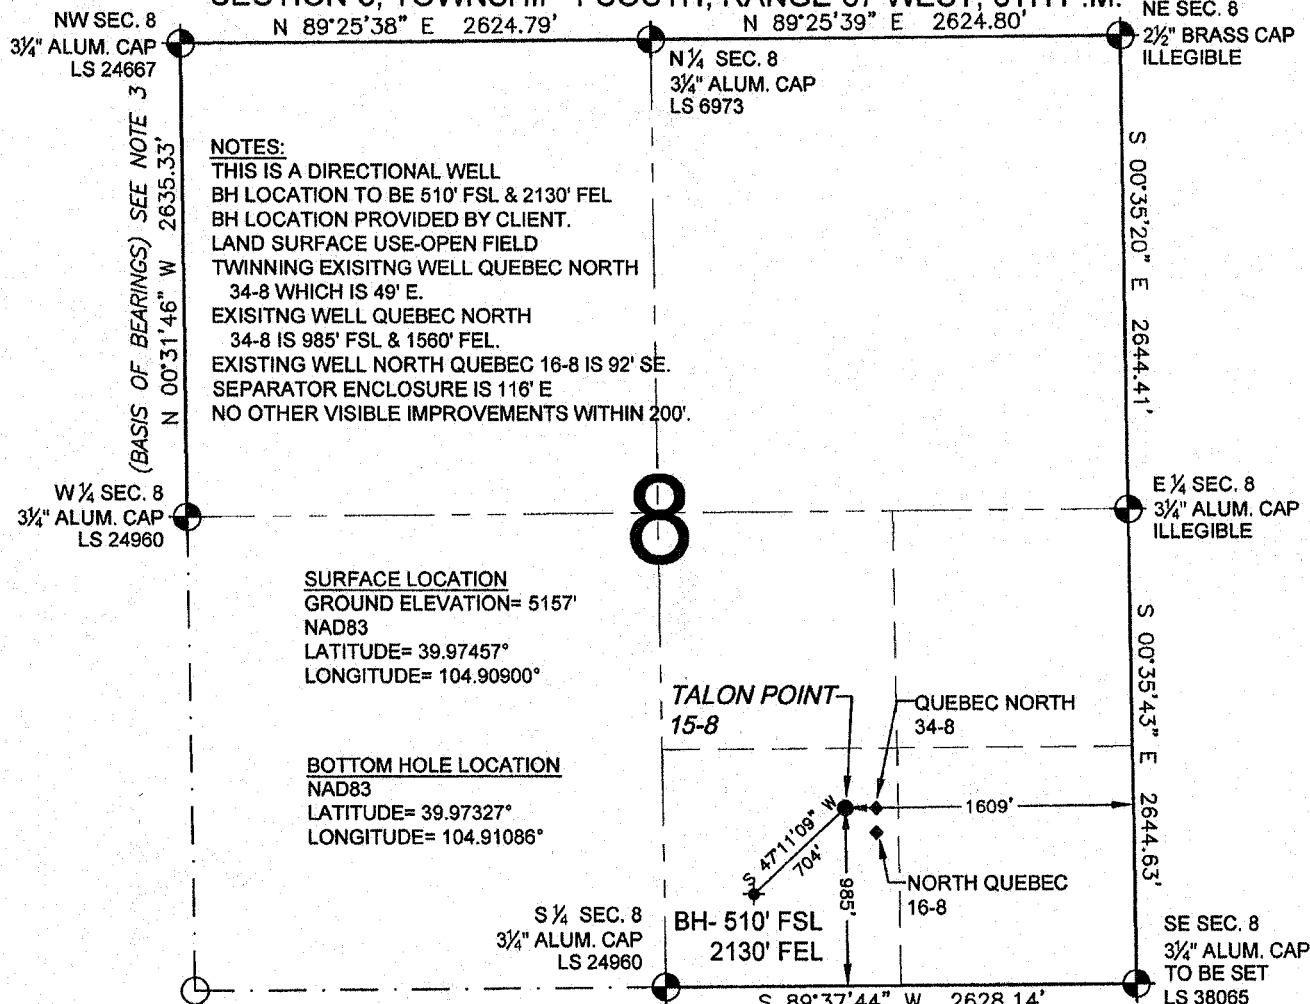 NW SEC. 8
3¼" ALUM. CAP
LS 24667
N 89°25'38" E 2624.79'
N 89°25'39" E 2624.80'
NE SEC. 8
2½" BRASS CAP
ILLEGIBLE
N ¼ SEC. 8
3¼" ALUM. CAP
LS 6973
(BASIS OF BEARINGS) SEE NOTE 3
N 00°31'46" W 2635.33'
NOTES:
THIS IS A DIRECTIONAL WELL
BH LOCATION TO BE 510' FSL & 2130' FEL
BH LOCATION PROVIDED BY CLIENT.
LAND SURFACE USE-OPEN FIELD
TWINNING EXISITNG WELL QUEBEC NORTH
34-8 WHICH IS 49' E.
EXISITNG WELL QUEBEC NORTH
34-8 IS 985' FSL & 1560' FEL.
EXISTING WELL NORTH QUEBEC 16-8 IS 92' SE.
SEPARATOR ENCLOSURE IS 116' E
NO OTHER VISIBLE IMPROVEMENTS WITHIN 200'.
S 00°35'20" E 2644.41'
W ¼ SEC. 8
3¼" ALUM. CAP
LS 24960
8
E ¼ SEC. 8
3¼" ALUM. CAP
ILLEGIBLE
SURFACE LOCATION
GROUND ELEVATION= 5157'
NAD83
LATITUDE= 39.97457°
LONGITUDE= 104.90900°
S 00°35'43" E 2644.63'
TALON POINT
15-8
QUEBEC NORTH
34-8
BOTTOM HOLE LOCATION
NAD83
LATITUDE= 39.97327°
LONGITUDE= 104.91086°
1609'
S 47°11'09" W
704'
985'
NORTH QUEBEC
16-8
BH- 510' FSL
2130' FEL
S ¼ SEC. 8
3¼" ALUM. CAP
LS 24960
SE SEC. 8
3¼" ALUM. CAP
TO BE SET
LS 38065
S 89°37'44" W 2628.14'